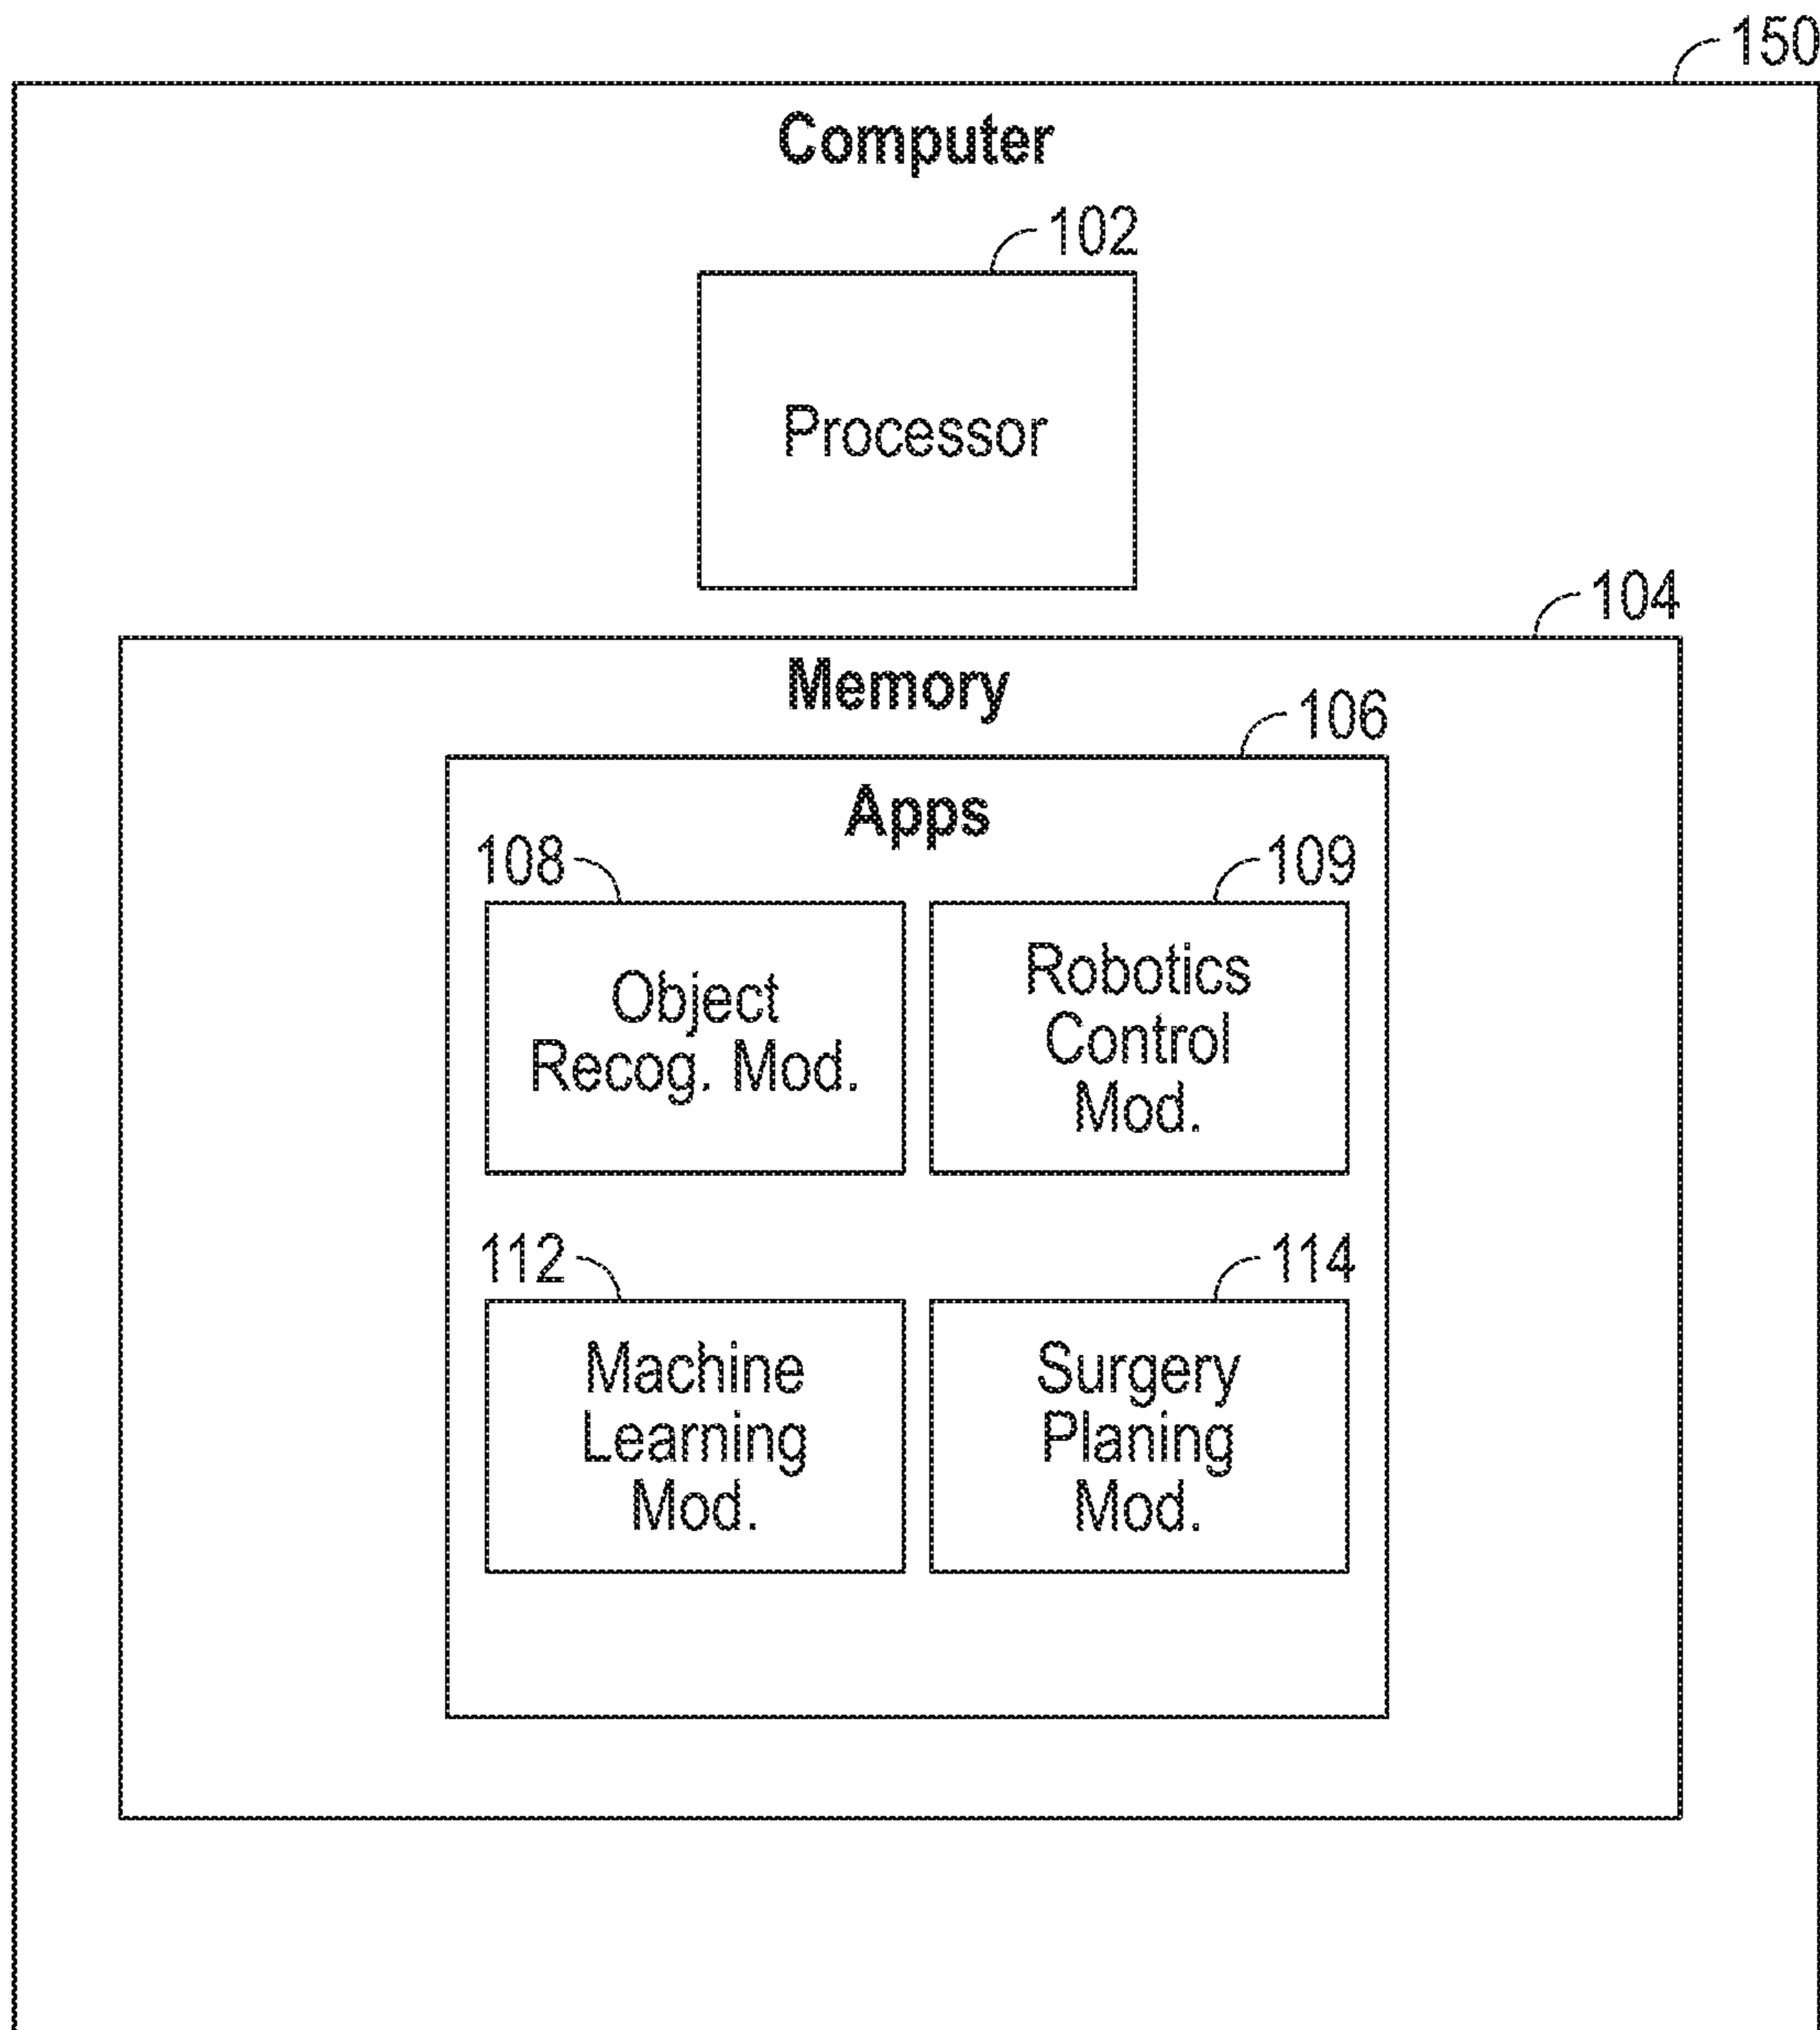 150
Computer
102
Processor
104
Memory
106
Apps
108
109
Object
Recog. Mod.
Robotics
Control
Mod.
112
114
Machine
Learning
Mod.
Surgery
Planing
Mod.